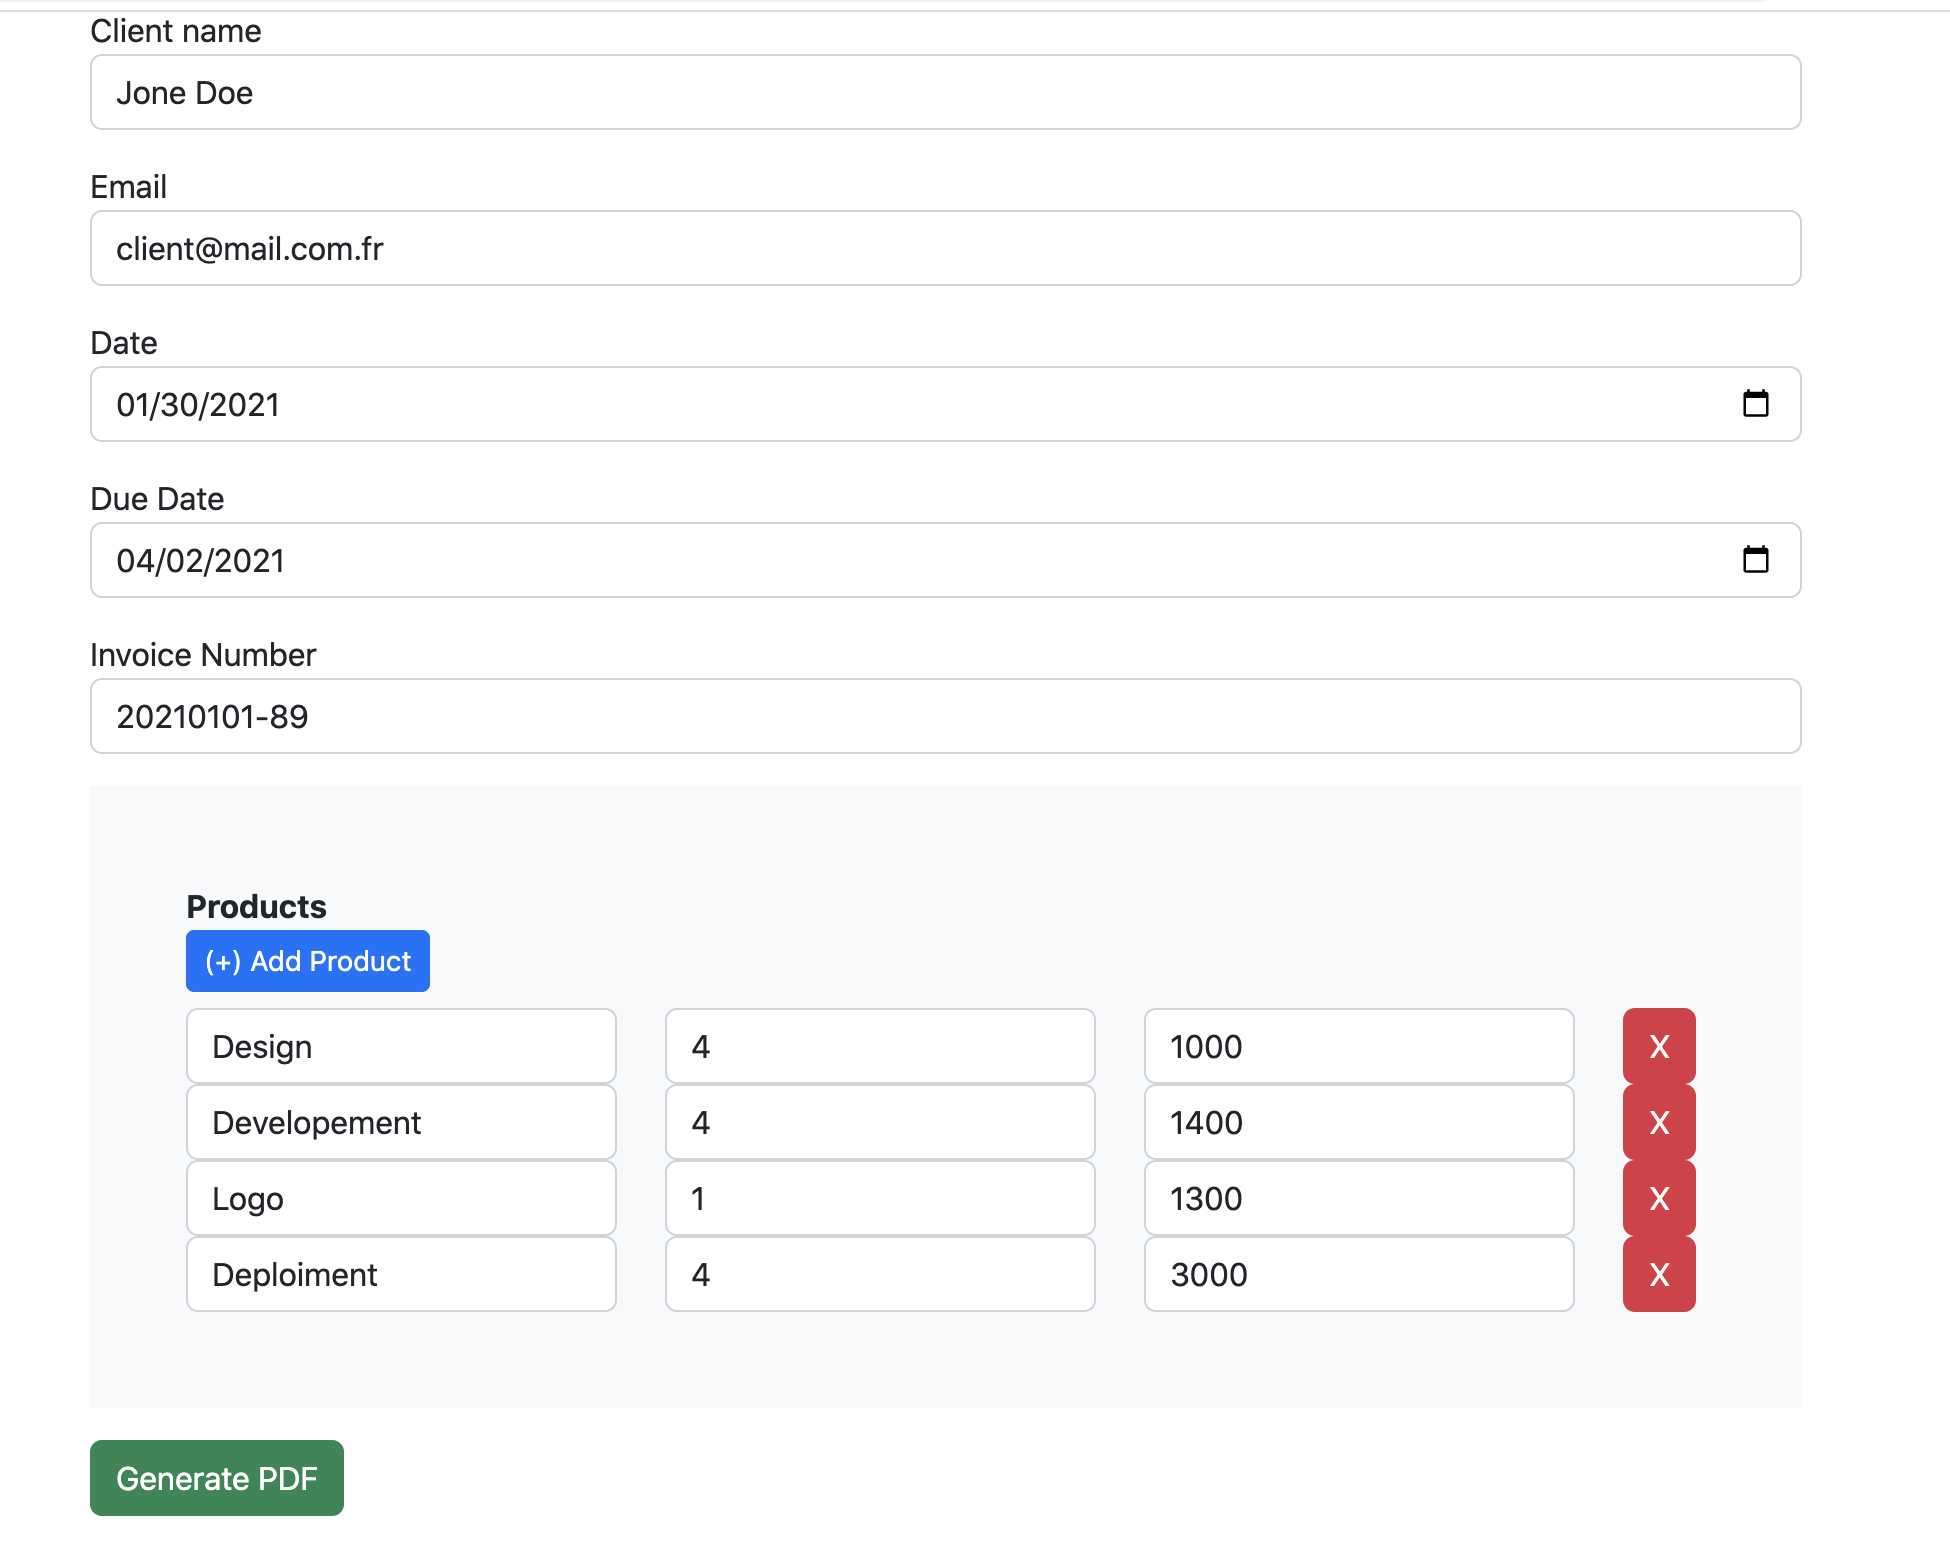 Client name
Jone Doe
Email
client@mail.com.fr
Date
01/30/2021
Due Date
04/02/2021
Invoice Number
20210101-89
Products
(+) Add Product
Design 4 1000 X
Developement 4 1400 X
Logo 1 1300 X
Deploiment 4 3000 X
Generate PDF